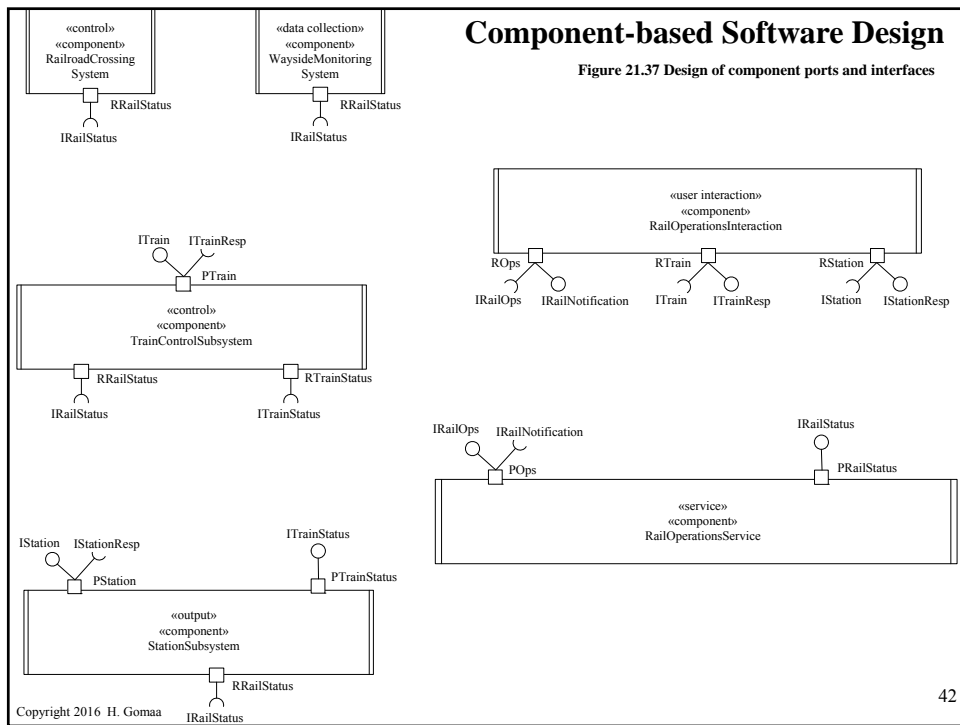 Component-based Software Design
Figure 21.37 Design of component ports and interfaces
«control»
«component»
RailroadCrossing
System
RRailStatus
IRailStatus
«data collection»
«component»
WaysideMonitoring
System
RRailStatus
IRailStatus
«user interaction»
«component»
RailOperationsInteraction
ROps
RTrain
RStation
IRailOps
IRailNotification
ITrain
ITrainResp
IStation
IStationResp
ITrain
ITrainResp
PTrain
«control»
«component»
TrainControlSubsystem
RRailStatus
RTrainStatus
IRailStatus
ITrainStatus
IRailOps
IRailNotification
POps
IRailStatus
PRailStatus
«service»
«component»
RailOperationsService
IStation
IStationResp
PStation
ITrainStatus
PTrainStatus
«output»
«component»
StationSubsystem
RRailStatus
IRailStatus
Copyright 2016 H. Gomaa
42